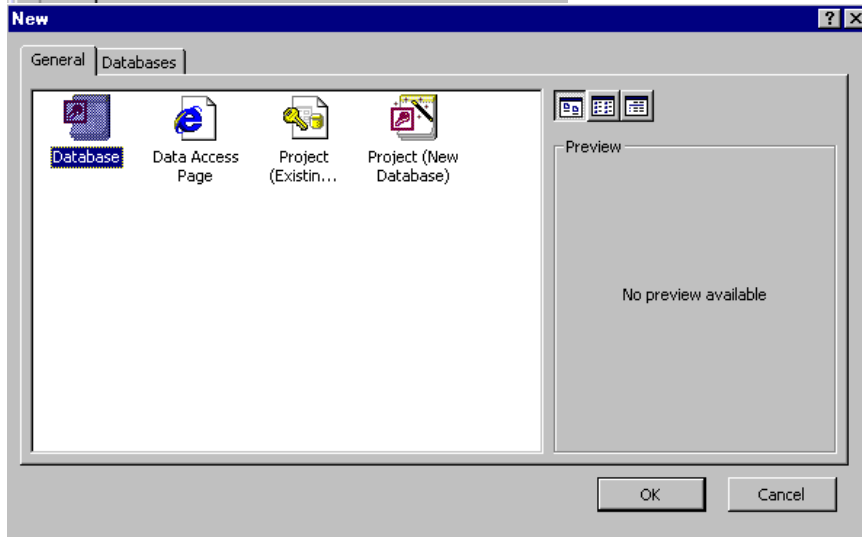 New
General
Databases
Database
Data Access
Page
Project
(Existin...
Project (New
Database)
Preview
No preview available
OK
Cancel